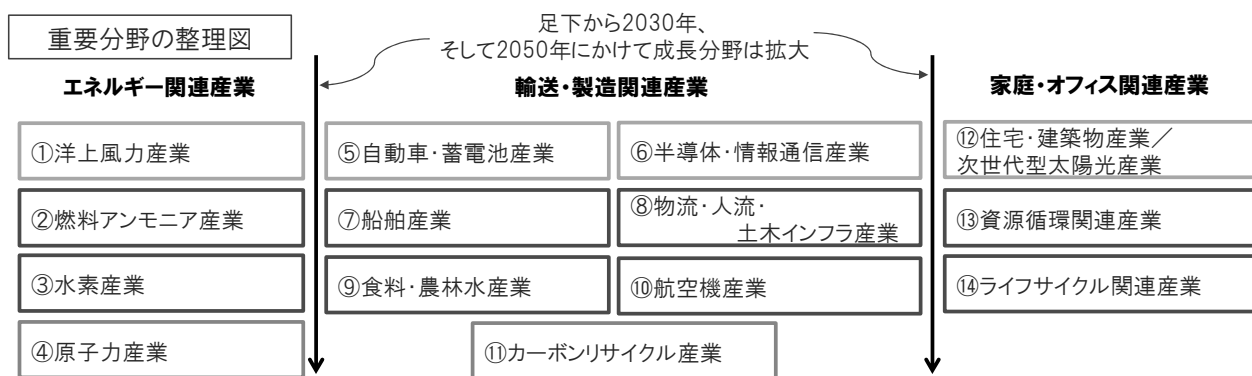 重要分野の整理図
足下から2030年、
そして2050年にかけて成長分野は拡大
エネルギー関連産業
①洋上風力産業
②燃料アンモニア産業
③水素産業
④原子力産業
輸送・製造関連産業
⑤自動車・蓄電池産業
⑥半導体・情報通信産業
⑦船舶産業
⑧物流・人流・
土木インフラ産業
⑨食料・農林水産業
⑩航空機産業
⑪カーボンリサイクル産業
家庭・オフィス関連産業
⑫住宅・建築物産業／
次世代型太陽光産業
⑬資源循環関連産業
⑭ライフサイクル関連産業